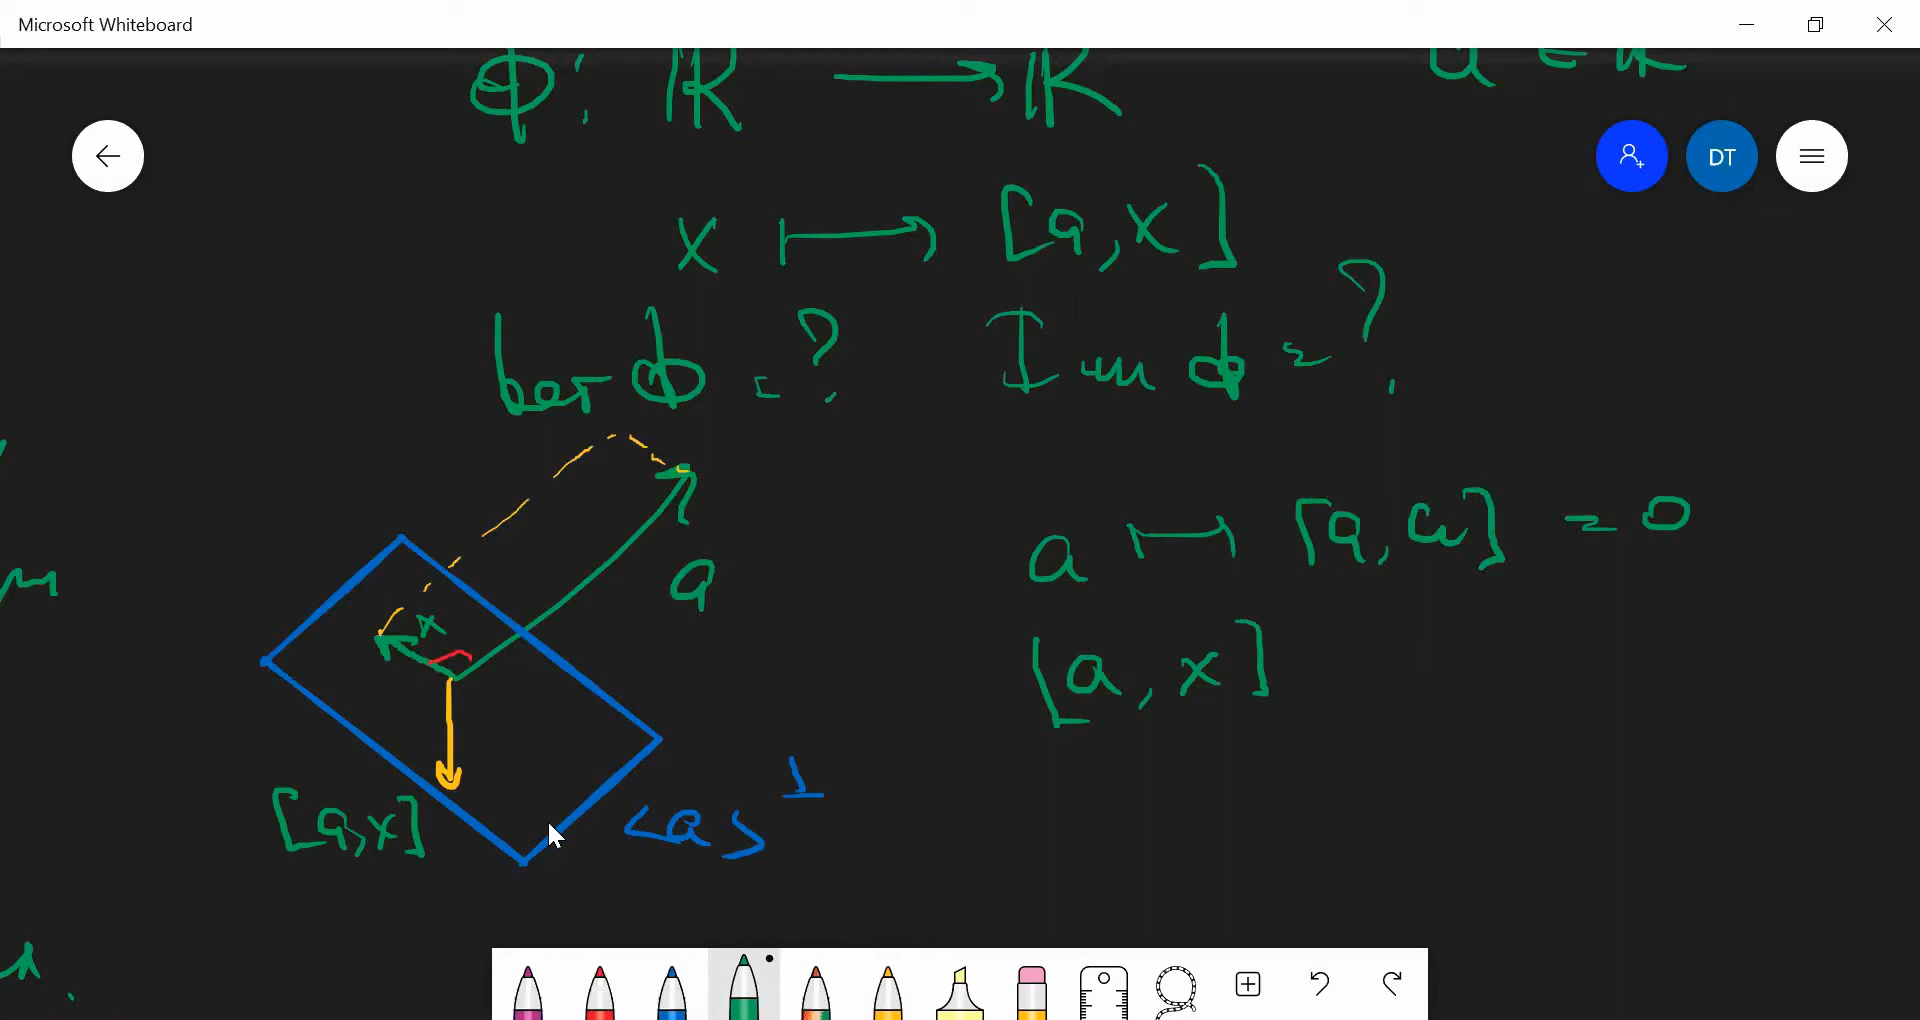 Microsoft Whiteboard
ϕ: ℝ ⟶ ℝ
DT
x ⟼ [a,x]
ker ϕ = ? Im ϕ = ?
a ⟼ [a,a] = 0
a
x
[a,x]
[a,x]
<a>⊥